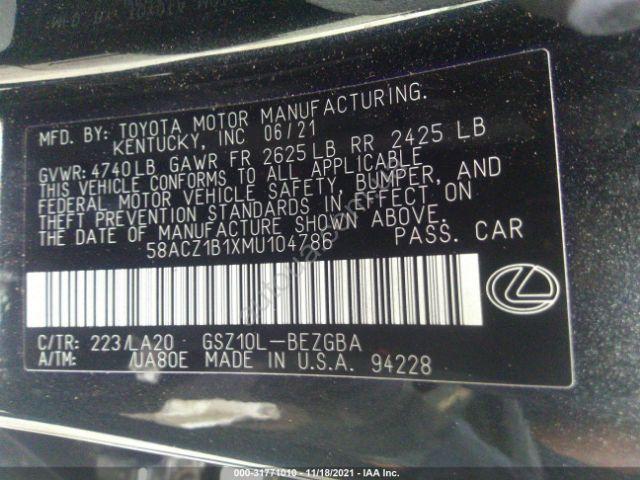 MFD. BY: TOYOTA MOTOR MANUFACTURING.
KENTUCKY, INC 06/21
GVWR: 4740LB GAWR FR 2625LB RR 2425 LB
THIS VEHICLE CONFORMS TO ALL APPLICABLE
FEDERAL MOTOR VEHICLE SAFETY, BUMPER, AND
THEFT PREVENTION STANDARDS IN EFFECT ON
THE DATE OF MANUFACTURE SHOWN ABOVE.
58ACZ1B1XMU104786 PASS. CAR
C/TR: 223/LA20 GSZ10L-BEZGBA
A/TM: /UA80E MADE IN U.S.A. 94228
000-31771010 - 11/18/2021 - IAA Inc.